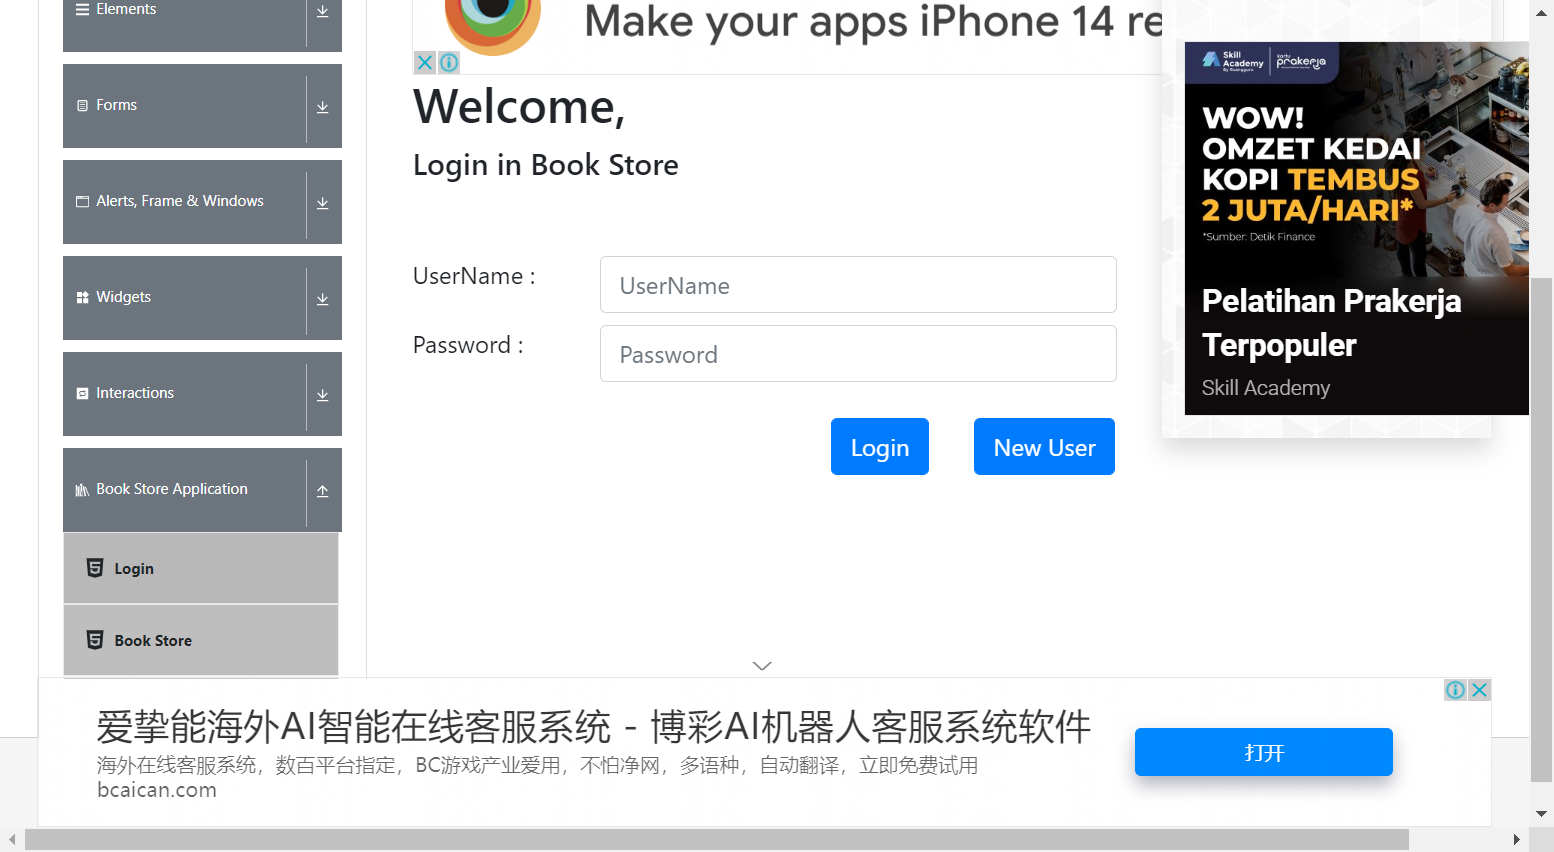 Elements
Forms
Alerts, Frame & Windows
Widgets
Interactions
Book Store Application
Login
Book Store
Make your apps iPhone 14 re
Welcome,
Login in Book Store
UserName :
UserName
Password :
Password
Login
New User
Skill
Academy
By Ruangguru
kartu
prakerja
WOW!
OMZET KEDAI
KOPI TEMBUS
2 JUTA/HARI*
*Sumber: Detik Finance
Pelatihan Prakerja
Terpopuler
Skill Academy
爱挚能海外AI智能在线客服系统 - 博彩AI机器人客服系统软件
海外在线客服系统，数百平台指定，BC游戏产业爱用，不怕净网，多语种，自动翻译，立即免费试用
bcaican.com
打开